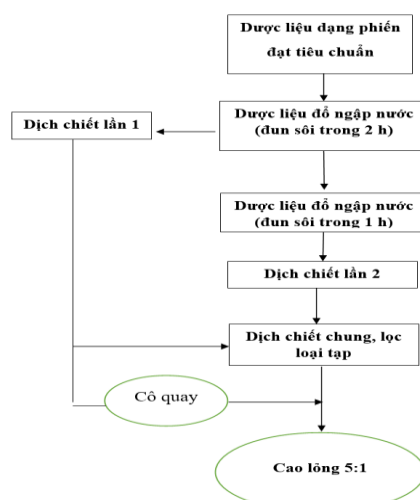 Dược liệu dạng phiến
đạt tiêu chuẩn
Dược liệu đổ ngập nước
(đun sôi trong 2 h)
Dịch chiết lần 1
Dược liệu đổ ngập nước
(đun sôi trong 1 h)
Dịch chiết lần 2
Dịch chiết chung, lọc
loại tạp
Cô quay
Cao lỏng 5:1